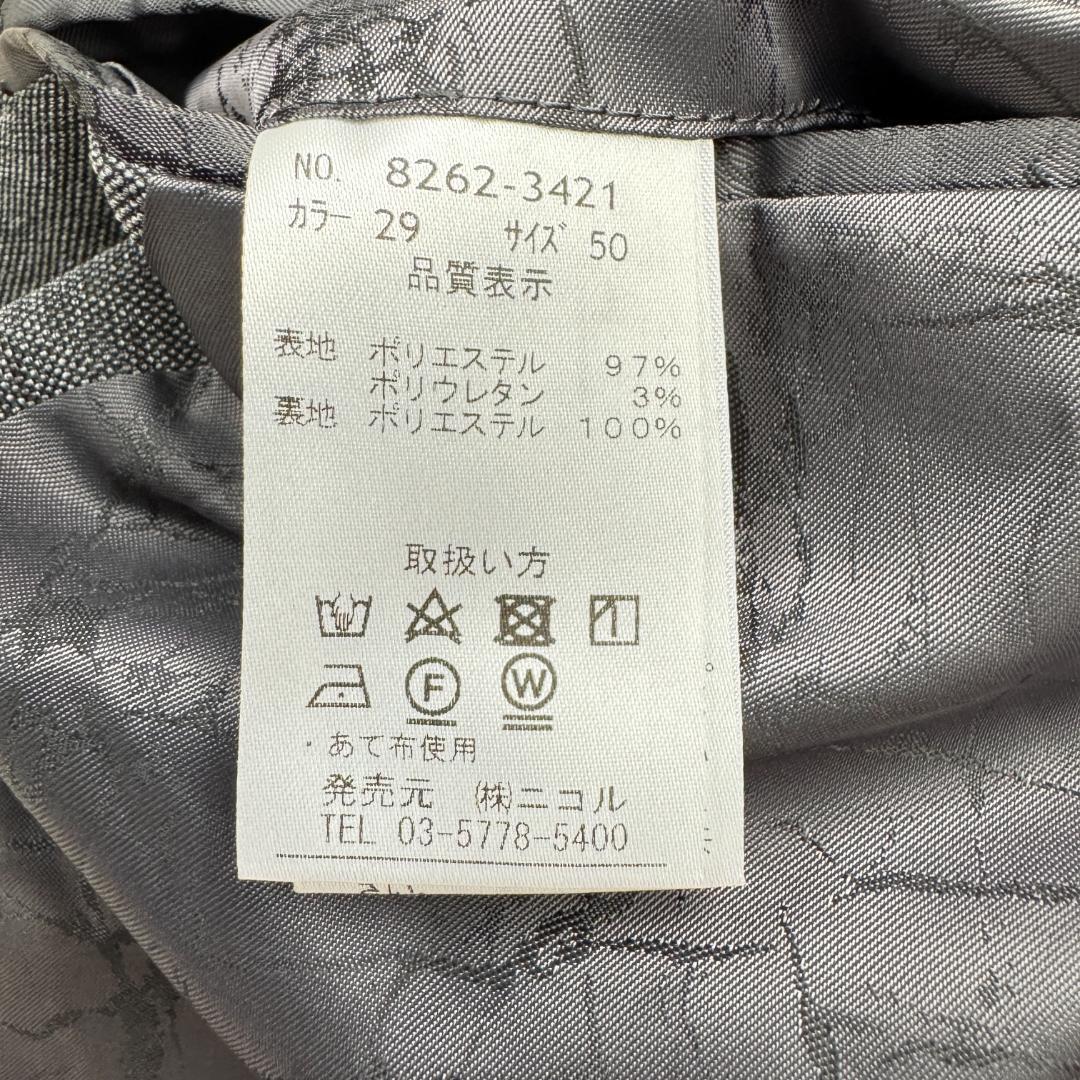 NO. 8262-3421
カラー 29 サイズ 50
品質表示
表地 ポリエステル 97%
ポリウレタン 3%
裏地 ポリエステル 100%
取扱い方
F W
・あて布使用
発売元 ㈱ニコル
TEL 03-5778-5400
さい